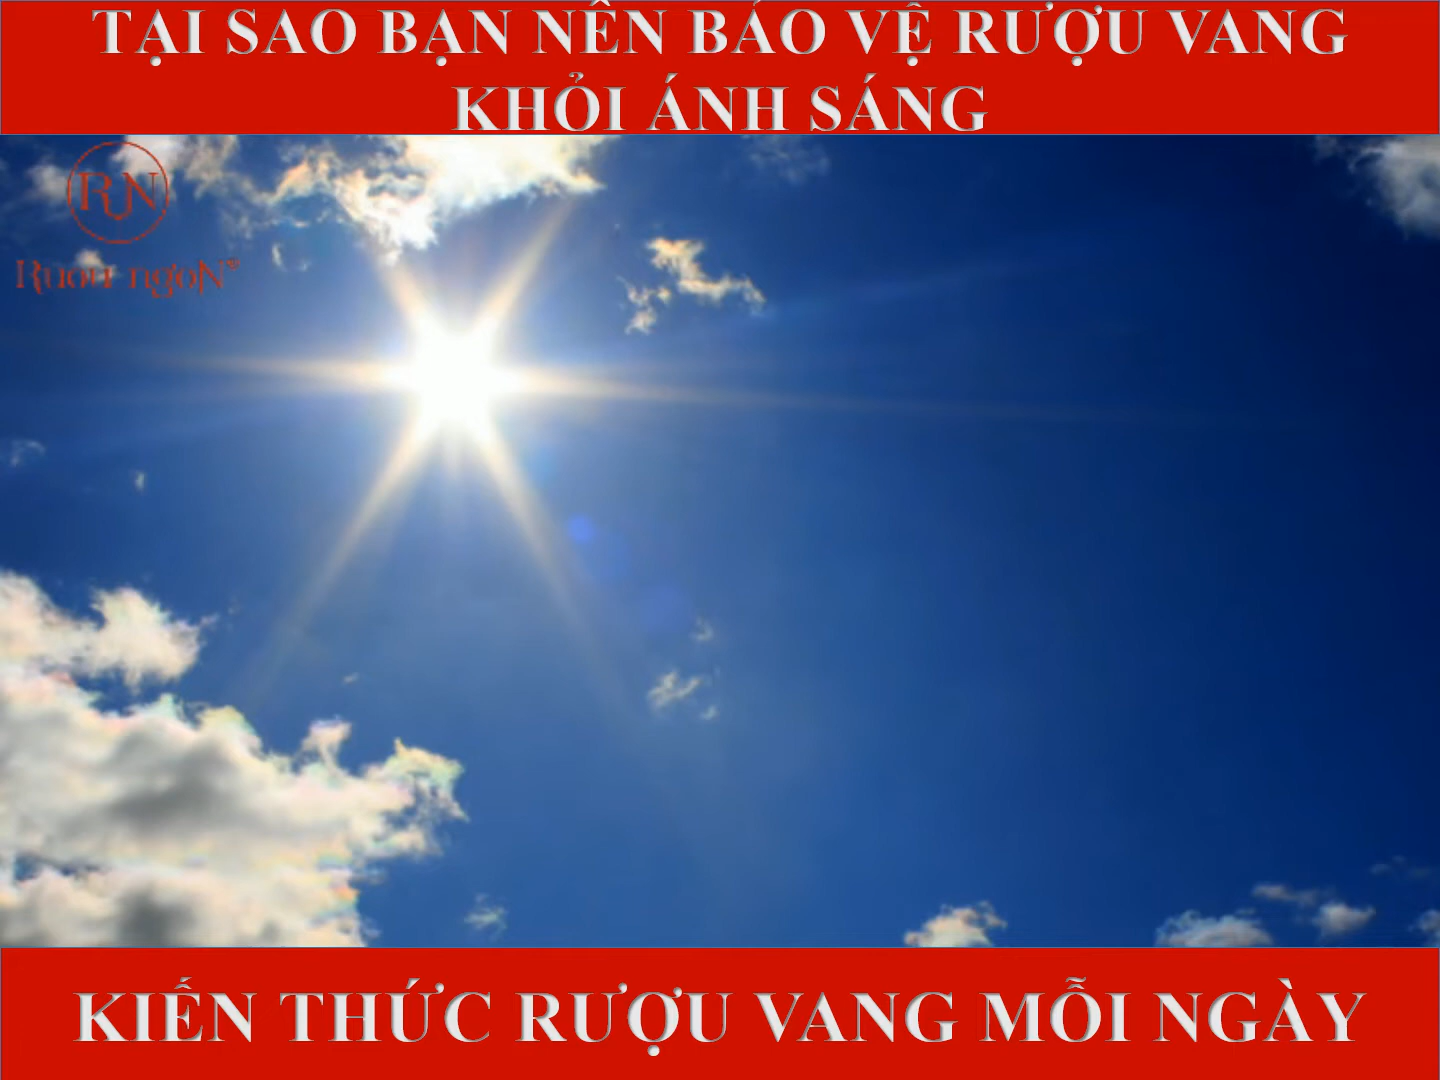 TẠI SAO BẠN NÊN BẢO VỆ RƯỢU VANG
KHỎI ÁNH SÁNG
RN
Rượu ngoN®
KIẾN THỨC RƯỢU VANG MỖI NGÀY